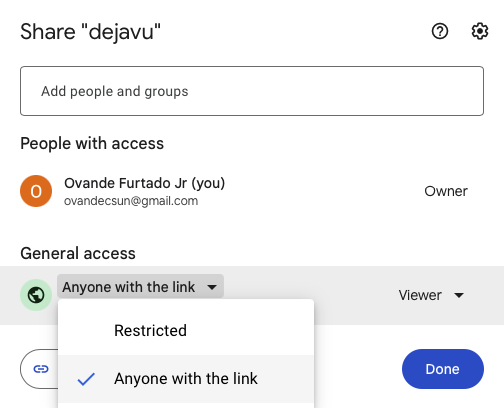 Share "dejavu"
Add people and groups
People with access
O
Ovande Furtado Jr (you)
ovandecsun@gmail.com
Owner
General access
Anyone with the link
Viewer
Restricted
Anyone with the link
Done